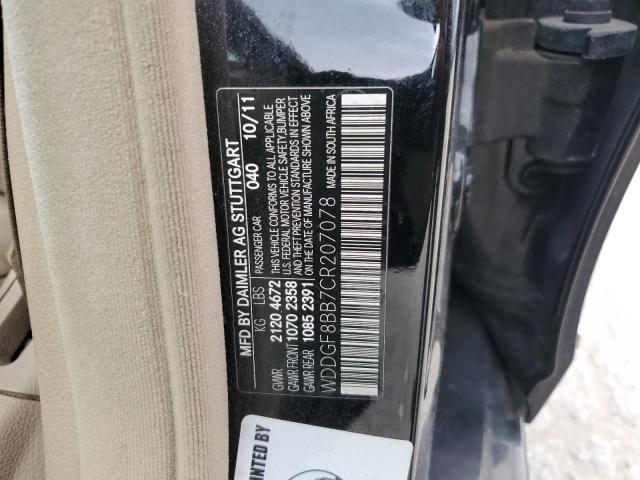 MFD BY DAIMLER AG STUTTGART
PASSENGER CAR 040 10/11
KG LBS THIS VEHICLE CONFORMS TO ALL APPLICABLE
GVWR 2120 4672 U.S. FEDERAL MOTOR VEHICLE SAFETY, BUMPER
GAWR FRONT 1070 2358 AND THEFT PREVENTION STANDARDS IN EFFECT
GAWR REAR 1085 2391 ON THE DATE OF MANUFACTURE SHOWN ABOVE.
WDDGF8BB7CR207078 MADE IN SOUTH AFRICA
INTED BY